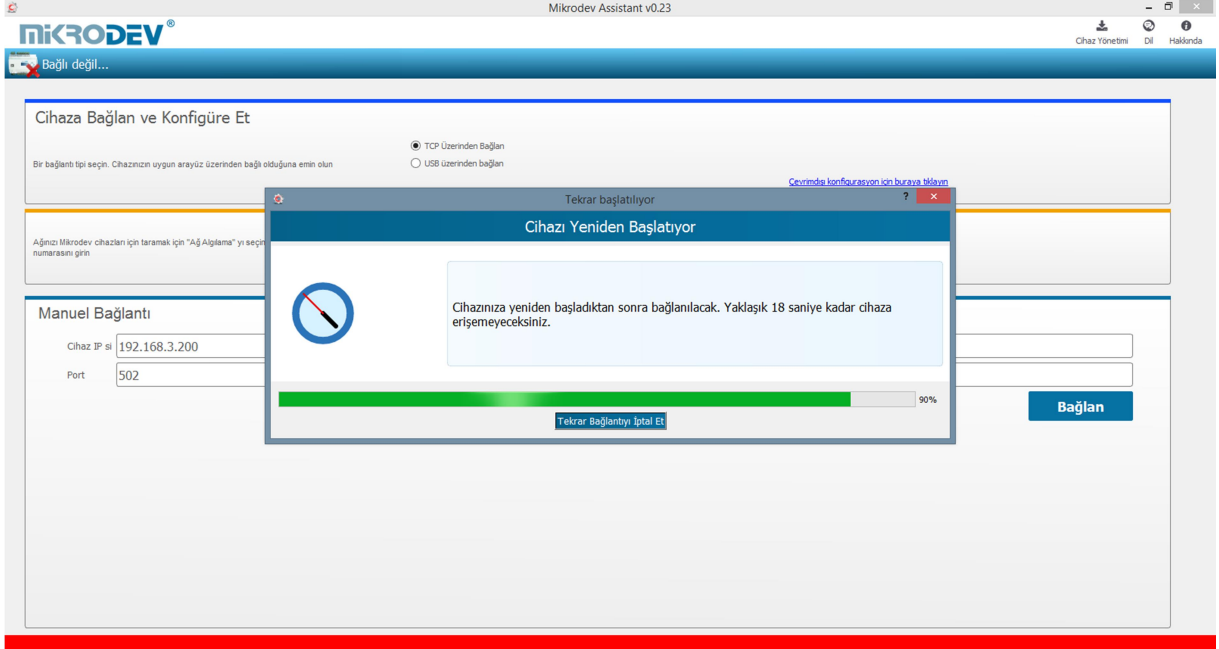 Mikrodev Assistant v0.23
MiKRODEV®
Cihaz Yönetimi
Dil
Hakkında
Bağlı değil...
Cihaza Bağlan ve Konfigüre Et
TCP Üzerinden Bağlan
Bir bağlantı tipi seçin. Cihazınızın uygun arayüz üzerinden bağlı olduğuna emin olun
USB üzerinden bağlan
Çevrimdışı konfigurasyon için buraya tıklayın
Tekrar başlatılıyor
?
Cihazı Yeniden Başlatıyor
Ağınızı Mikrodev cihazları için taramak için "Ağ Algılama" yı seçin
numarasını girin
Cihazınıza yeniden başladıktan sonra bağlanılacak. Yaklaşık 18 saniye kadar cihaza
erişemeyeceksiniz.
Manuel Bağlantı
Cihaz IP si
192.168.3.200
Port
502
90%
Tekrar Bağlantıyı İptal Et
Bağlan